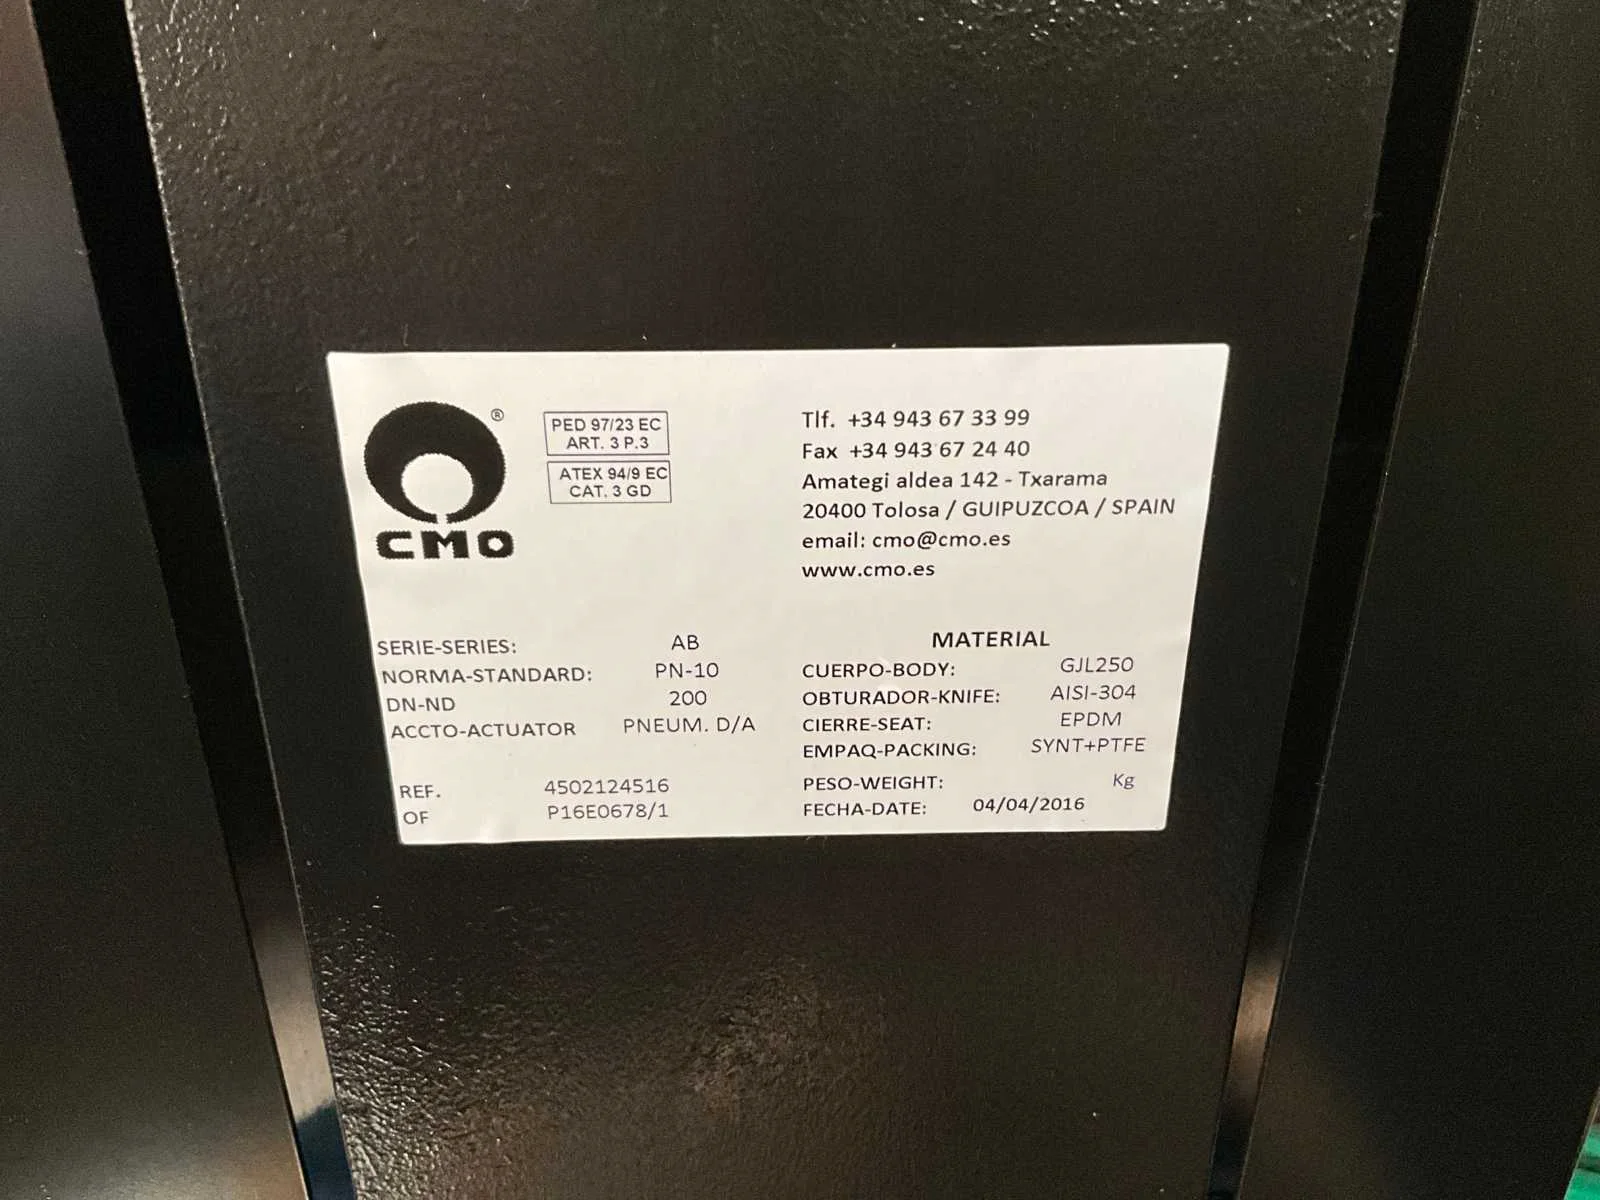 ®
CMO
PED 97/23 EC
ART. 3 P.3
ATEX 94/9 EC
CAT. 3 GD
Tlf. +34 943 67 33 99
Fax +34 943 67 24 40
Amategi aldea 142 - Txarama
20400 Tolosa / GUIPUZCOA / SPAIN
email: cmo@cmo.es
www.cmo.es
SERIE-SERIES: AB
NORMA-STANDARD: PN-10
DN-ND 200
ACCTO-ACTUATOR PNEUM. D/A
REF. 4502124516
OF P16E0678/1
MATERIAL
CUERPO-BODY: GJL250
OBTURADOR-KNIFE: AISI-304
CIERRE-SEAT: EPDM
EMPAQ-PACKING: SYNT+PTFE
PESO-WEIGHT: Kg
FECHA-DATE: 04/04/2016